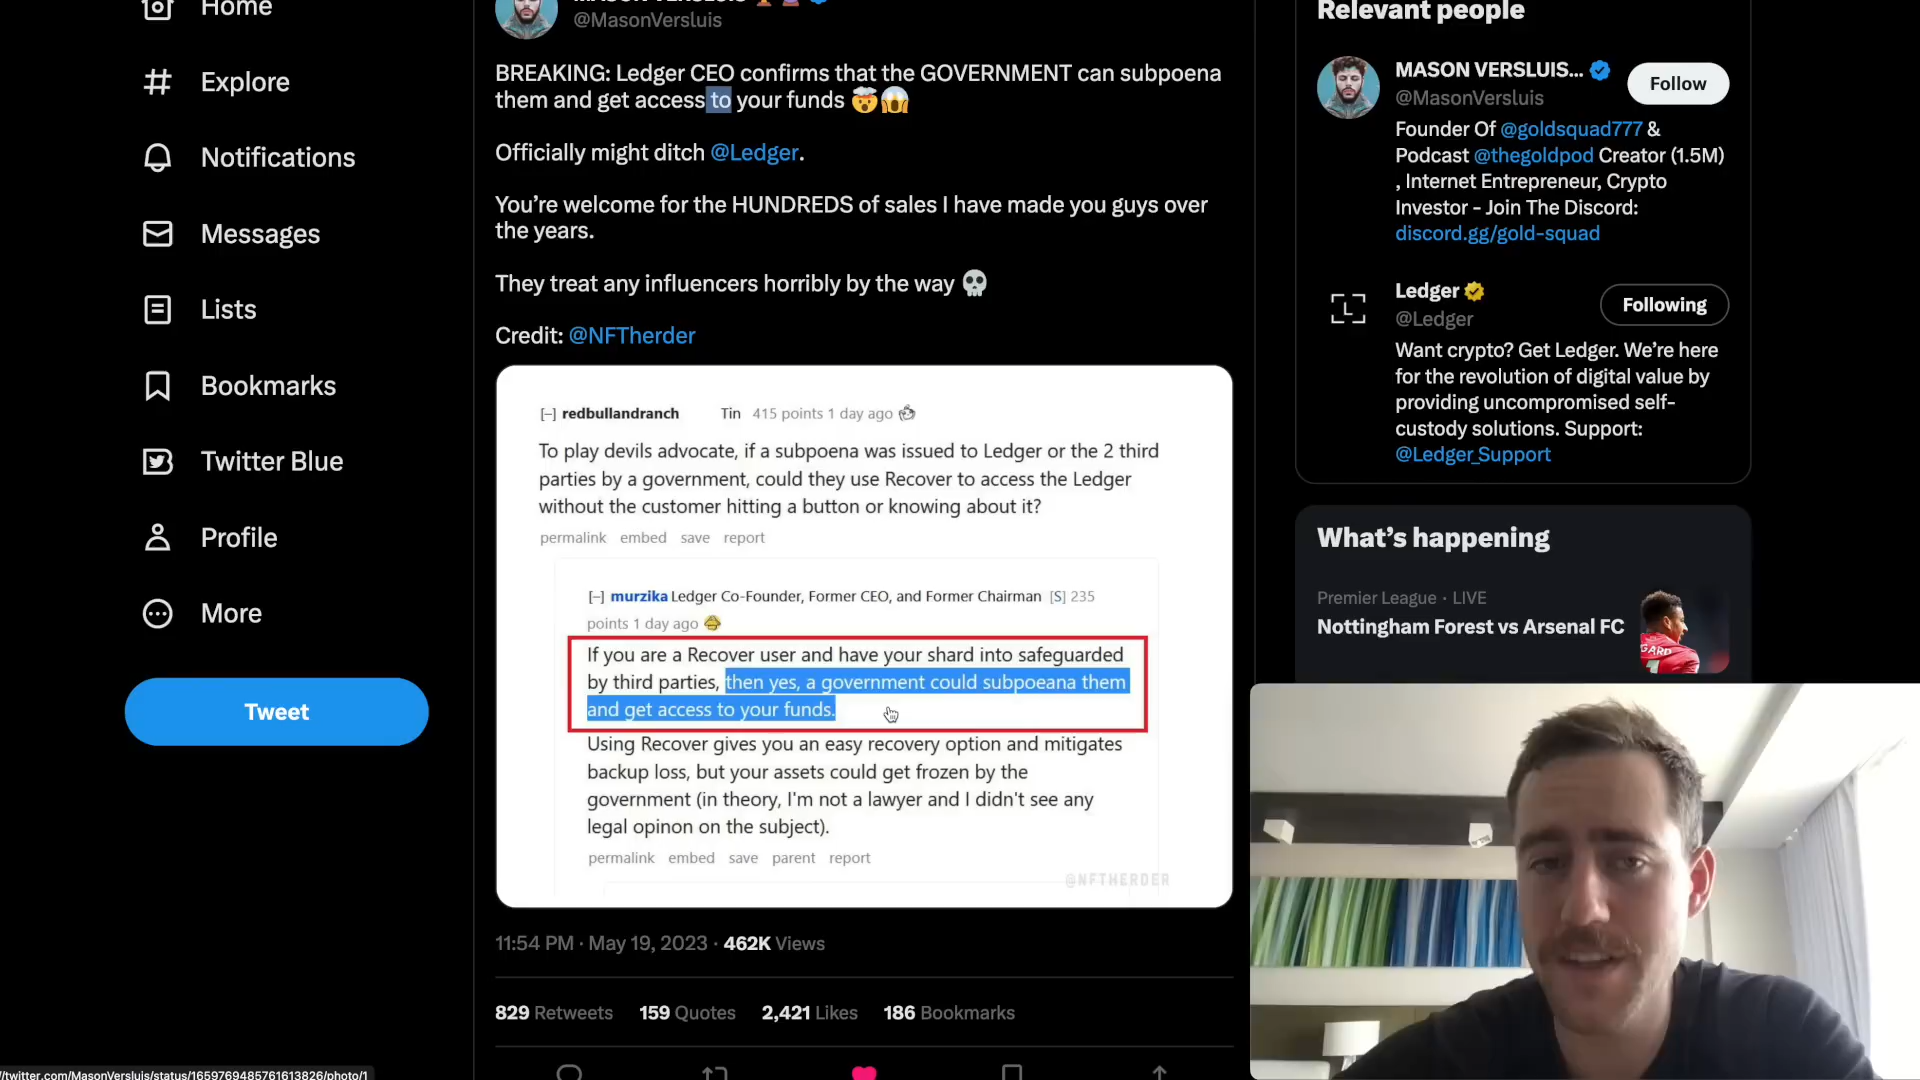 Home
Explore
Notifications
Messages
Lists
Bookmarks
Twitter Blue
Profile
More
Tweet
@MasonVersluis
BREAKING: Ledger CEO confirms that the GOVERNMENT can subpoena
them and get access to your funds 🤯😱
Officially might ditch @Ledger.
You’re welcome for the HUNDREDS of sales I have made you guys over
the years.
They treat any influencers horribly by the way 💀
Credit: @NFTherder
[–] redbullandranch Tin 415 points 1 day ago
To play devils advocate, if a subpoena was issued to Ledger or the 2 third
parties by a government, could they use Recover to access the Ledger
without the customer hitting a button or knowing about it?
permalink embed save report
[–] murzika Ledger Co-Founder, Former CEO, and Former Chairman [S] 235
points 1 day ago
If you are a Recover user and have your shard into safeguarded
by third parties, then yes, a government could subpoeana them
and get access to your funds.
Using Recover gives you an easy recovery option and mitigates
backup loss, but your assets could get frozen by the
government (in theory, I'm not a lawyer and I didn't see any
legal opinon on the subject).
permalink embed save parent report
@NFTHERDER
11:54 PM · May 19, 2023 · 462K Views
829 Retweets 159 Quotes 2,421 Likes 186 Bookmarks
Relevant people
MASON VERSLUIS...
@MasonVersluis
Follow
Founder Of @goldsquad777 &
Podcast @thegoldpod Creator (1.5M)
, Internet Entrepreneur, Crypto
Investor - Join The Discord:
discord.gg/gold-squad
Ledger
@Ledger
Following
Want crypto? Get Ledger. We’re here
for the revolution of digital value by
providing uncompromised self-
custody solutions. Support:
@Ledger_Support
What’s happening
Premier League · LIVE
Nottingham Forest vs Arsenal FC
//twitter.com/MasonVersluis/status/1659769485761613826/photo/1